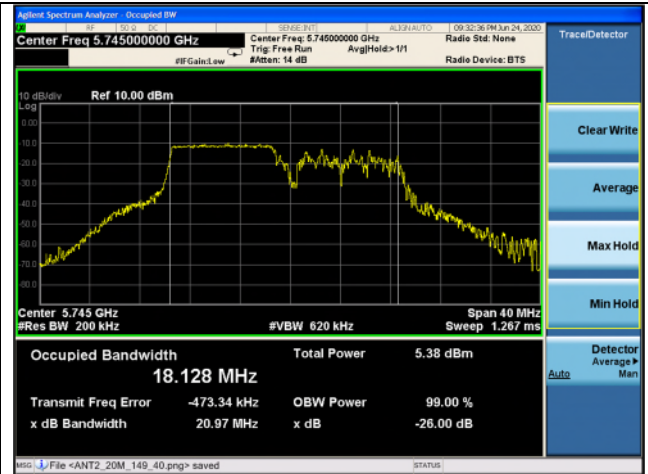 Agilent Spectrum Analyzer - Occupied BW
RF 50 Ω DC SENSE:INT ALIGNAUTO 09:32:36 PM Jun 24, 2020
Center Freq 5.745000000 GHz Center Freq: 5.745000000 GHz Radio Std: None Trace/Detector
Trig: Free Run Avg|Hold:>1/1
#IFGain:Low #Atten: 14 dB Radio Device: BTS
10 dB/div Ref 10.00 dBm
Log
0.00
-10.0
-20.0
-30.0
-40.0
-50.0
-60.0
-70.0
-80.0
Clear Write
Average
Max Hold
Min Hold
Center 5.745 GHz Span 40 MHz
#Res BW 200 kHz #VBW 620 kHz Sweep 1.267 ms
Occupied Bandwidth Total Power 5.38 dBm
18.128 MHz
Transmit Freq Error -473.34 kHz OBW Power 99.00 %
x dB Bandwidth 20.97 MHz x dB -26.00 dB
Detector
Average▶
Auto Man
MSG File <ANT2_20M_149_40.png> saved STATUS